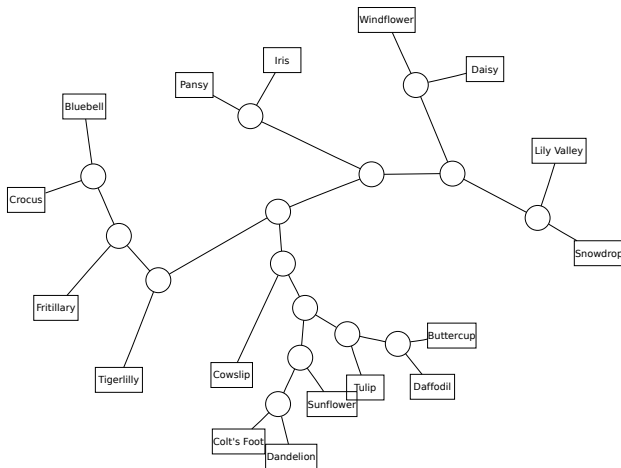 Windflower
Iris
Daisy
Pansy
Bluebell
Lily Valley
Crocus
Snowdrop
Fritillary
Buttercup
Cowslip
Tigerlilly
Tulip
Daffodil
Sunflower
Colt's Foot
Dandelion